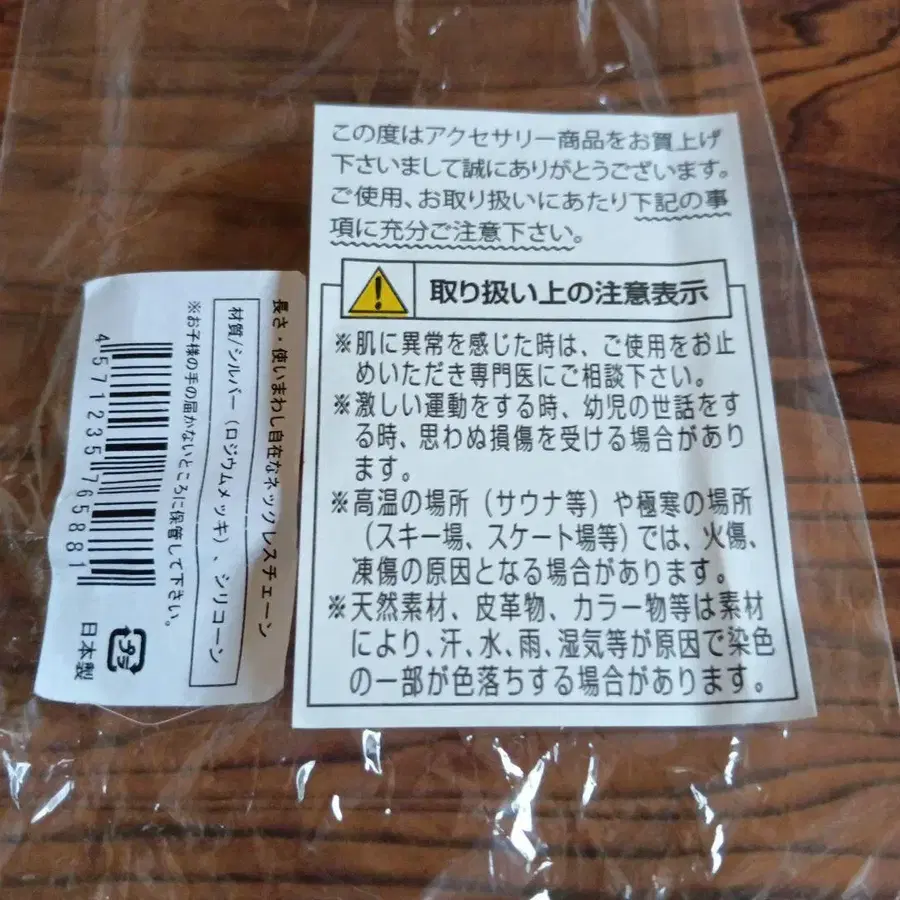 この度はアクセサリー商品をお買上げ
下さいまして誠にありがとうございます。
ご使用、お取り扱いにあたり下記の事
項に充分ご注意下さい。
取り扱い上の注意表示
※肌に異常を感じた時は、ご使用をお止
めいただき専門医にご相談下さい。
※激しい運動をする時、幼児の世話をす
る時、思わぬ損傷を受ける場合があり
ます。
※高温の場所（サウナ等）や極寒の場所
（スキー場、スケート場等）では、火傷、
凍傷の原因となる場合があります。
※天然素材、皮革物、カラー物等は素材
により、汗、水、雨、湿気等が原因で染色
の一部が色落ちする場合があります。
長さ・使いまわし自在なネックレスチェーン
材質/シルバー（ロジウムメッキ）、シリコーン
※お子様の手の届かないところに保管して下さい。
4571235765881
プラ
日本製